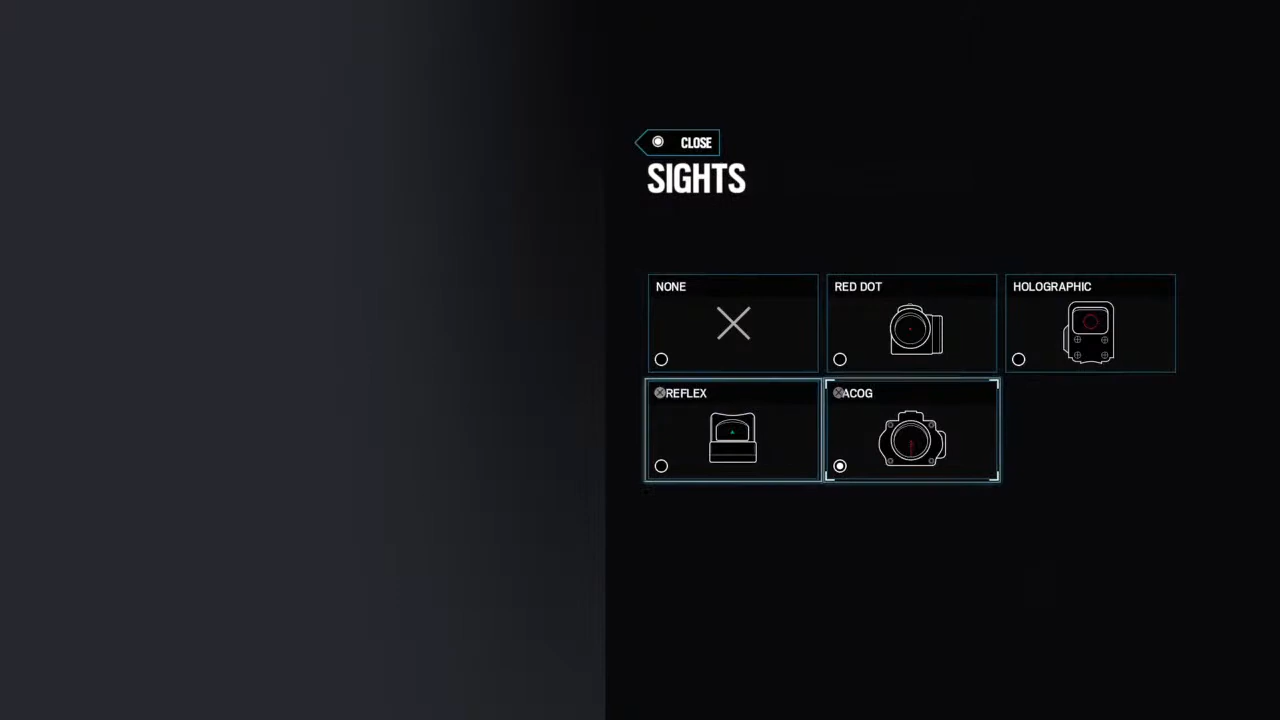 CLOSE
SIGHTS
NONE
RED DOT
HOLOGRAPHIC
REFLEX
ACOG